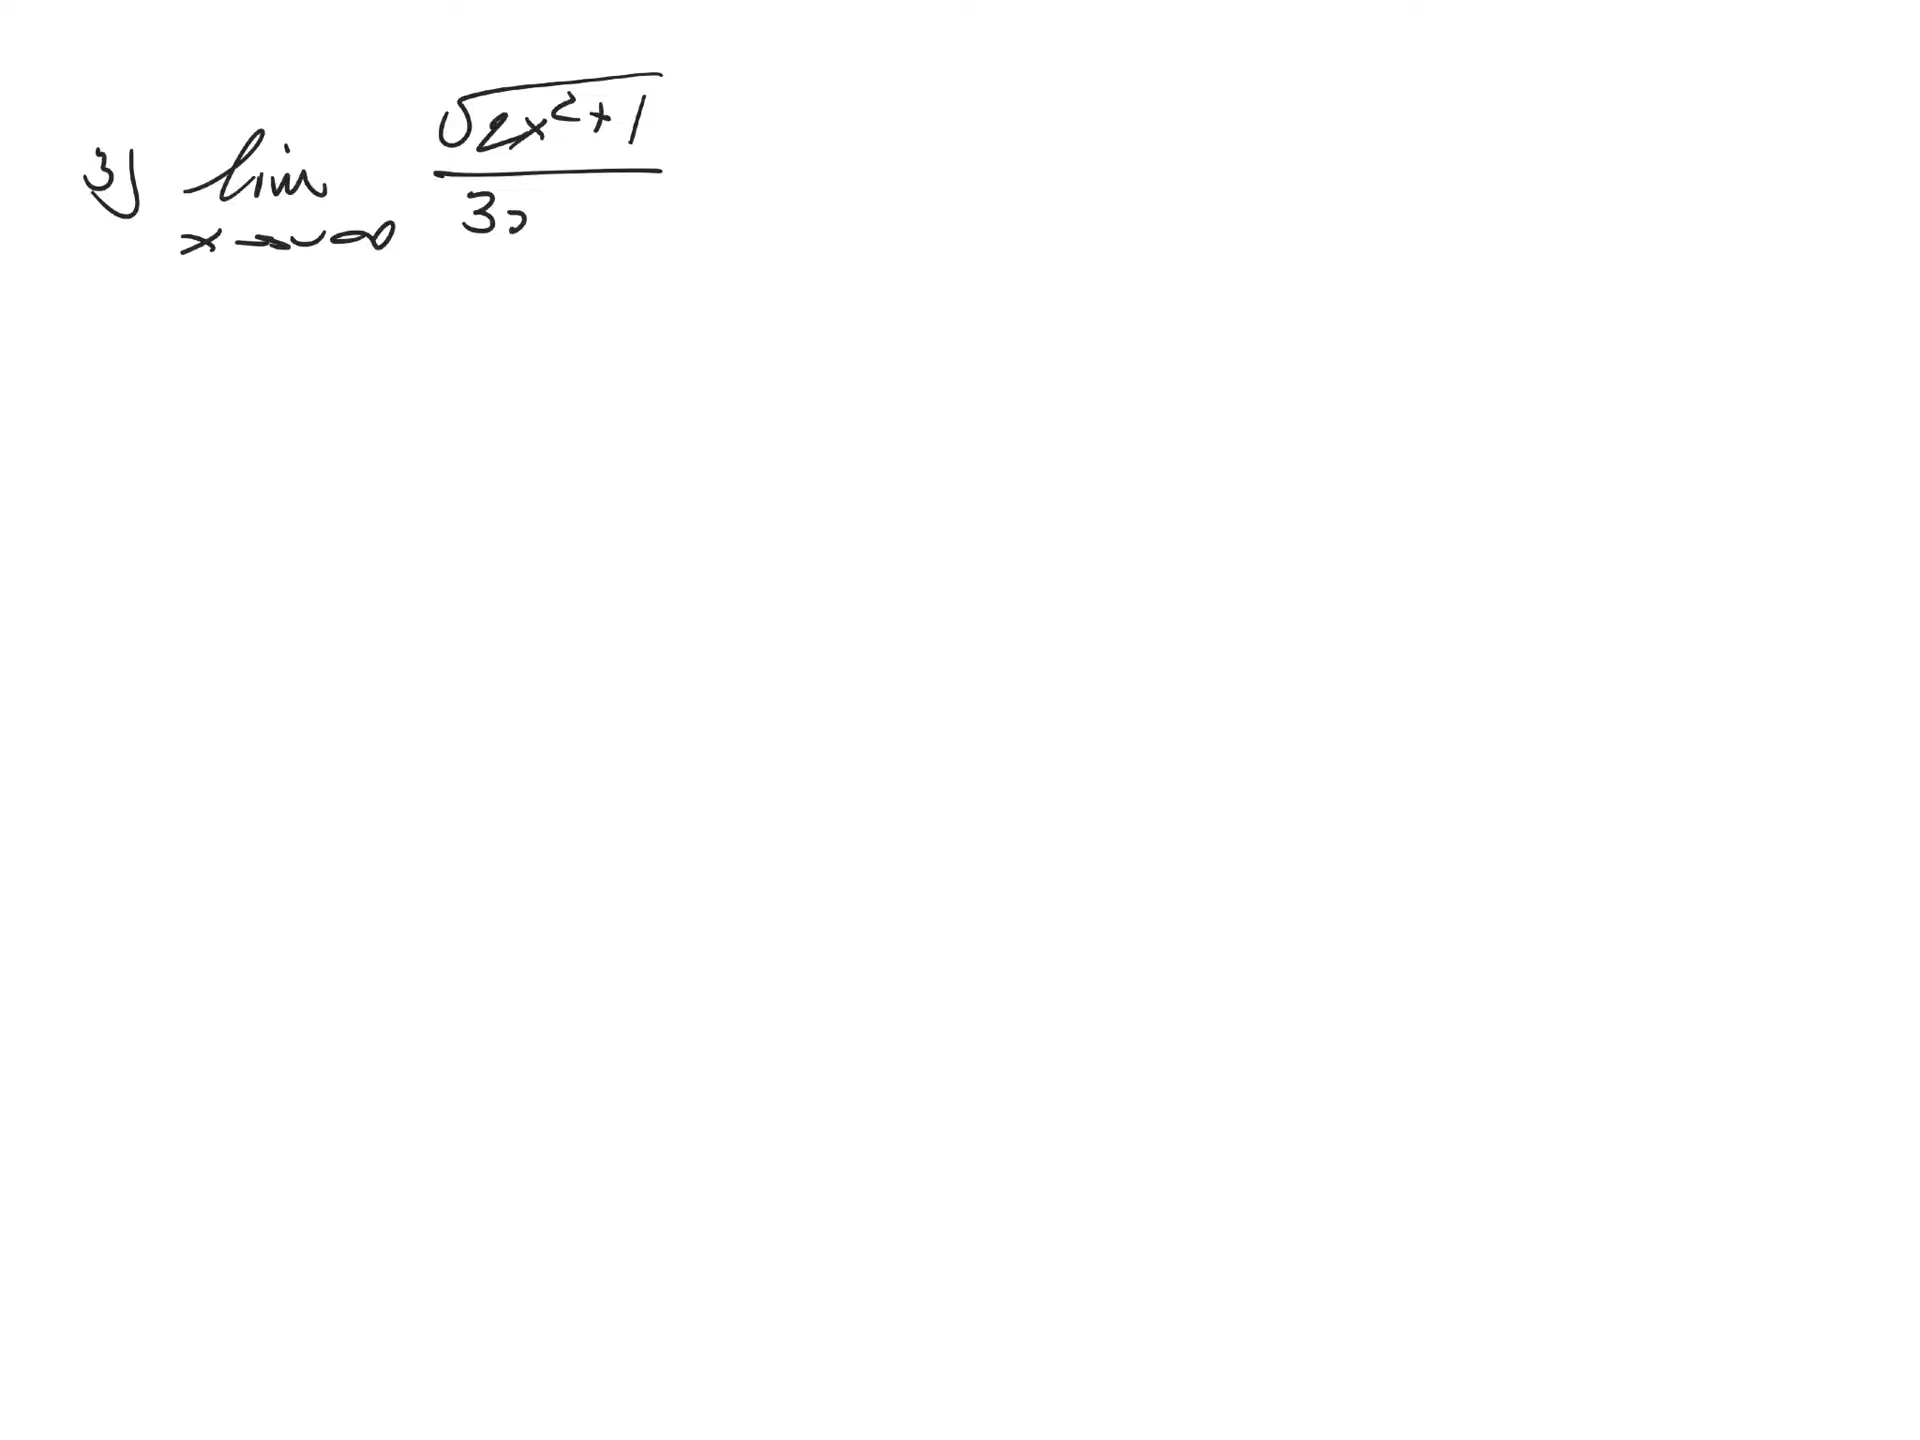 3) lim √(2x²+1) / 3
x→∞